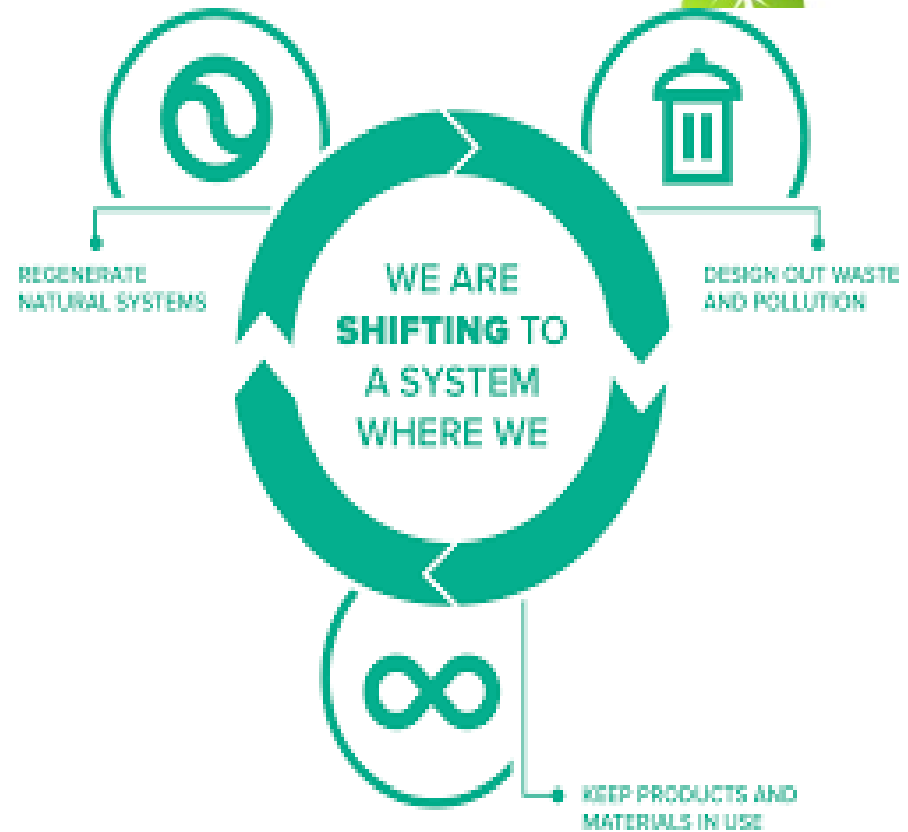 WE ARE
SHIFTING TO
A SYSTEM
WHERE WE
REGENERATE
NATURAL SYSTEMS
DESIGN OUT WASTE
AND POLLUTION
KEEP PRODUCTS AND
MATERIALS IN USE